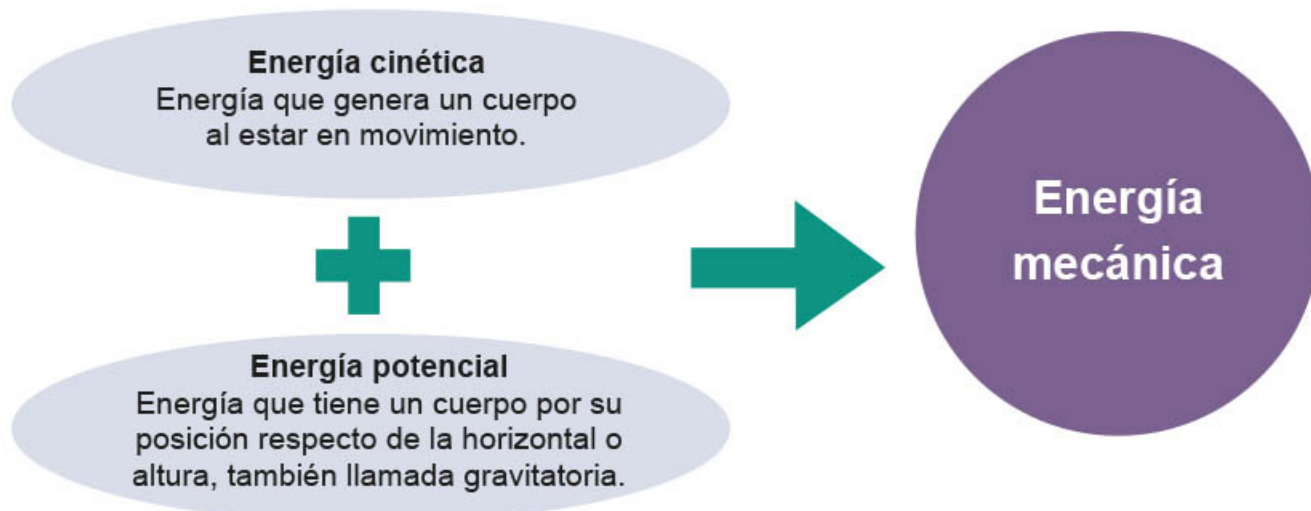 Energía cinética
Energía que genera un cuerpo
al estar en movimiento.
Energía potencial
Energía que tiene un cuerpo por su
posición respecto de la horizontal o
altura, también llamada gravitatoria.
Energía
mecánica